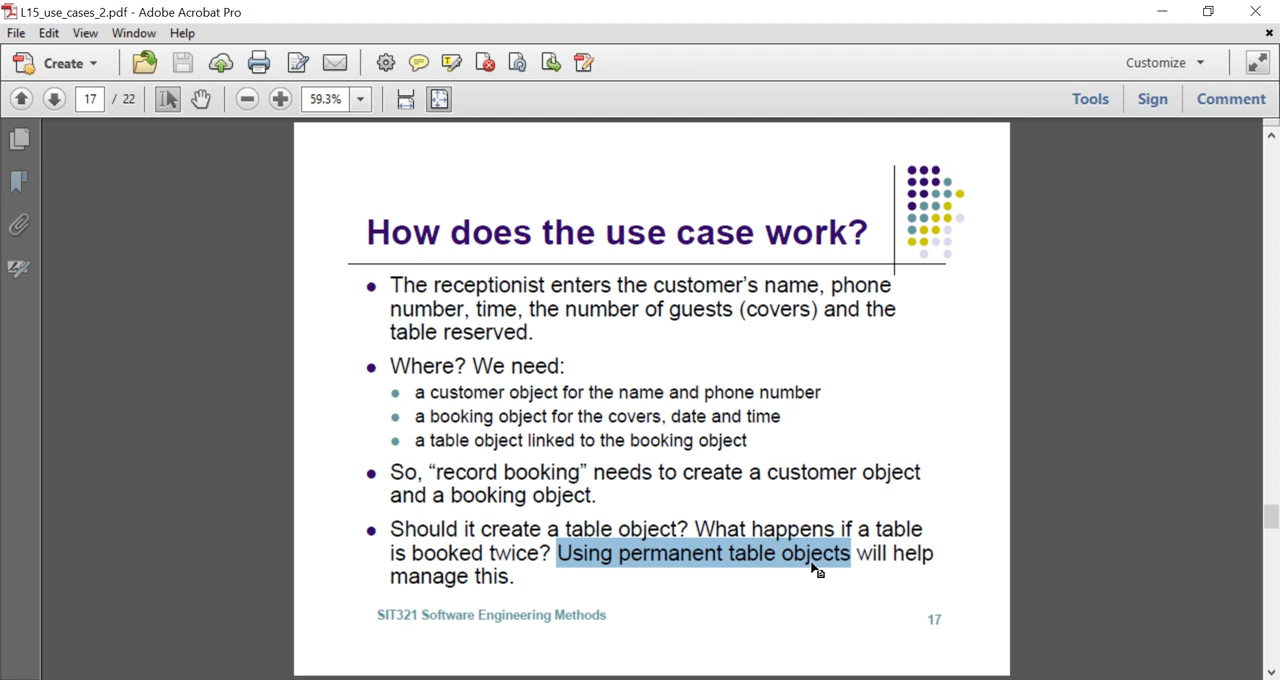 L15_use_cases_2.pdf - Adobe Acrobat Pro
File Edit View Window Help
Create Customize
17 / 22 59.3% Tools Sign Comment
How does the use case work?
The receptionist enters the customer's name, phone
number, time, the number of guests (covers) and the
table reserved.
Where? We need:
a customer object for the name and phone number
a booking object for the covers, date and time
a table object linked to the booking object
So, “record booking” needs to create a customer object
and a booking object.
Should it create a table object? What happens if a table
is booked twice? Using permanent table objects will help
manage this.
SIT321 Software Engineering Methods 17